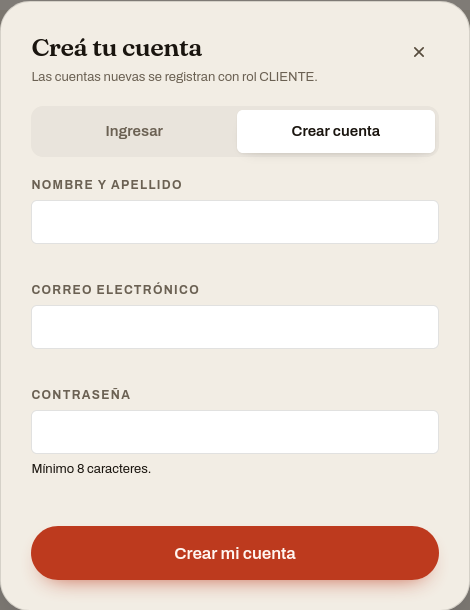 Creá tu cuenta
Las cuentas nuevas se registran con rol CLIENTE.
Ingresar
Crear cuenta
NOMBRE Y APELLIDO
CORREO ELECTRÓNICO
CONTRASEÑA
Mínimo 8 caracteres.
Crear mi cuenta